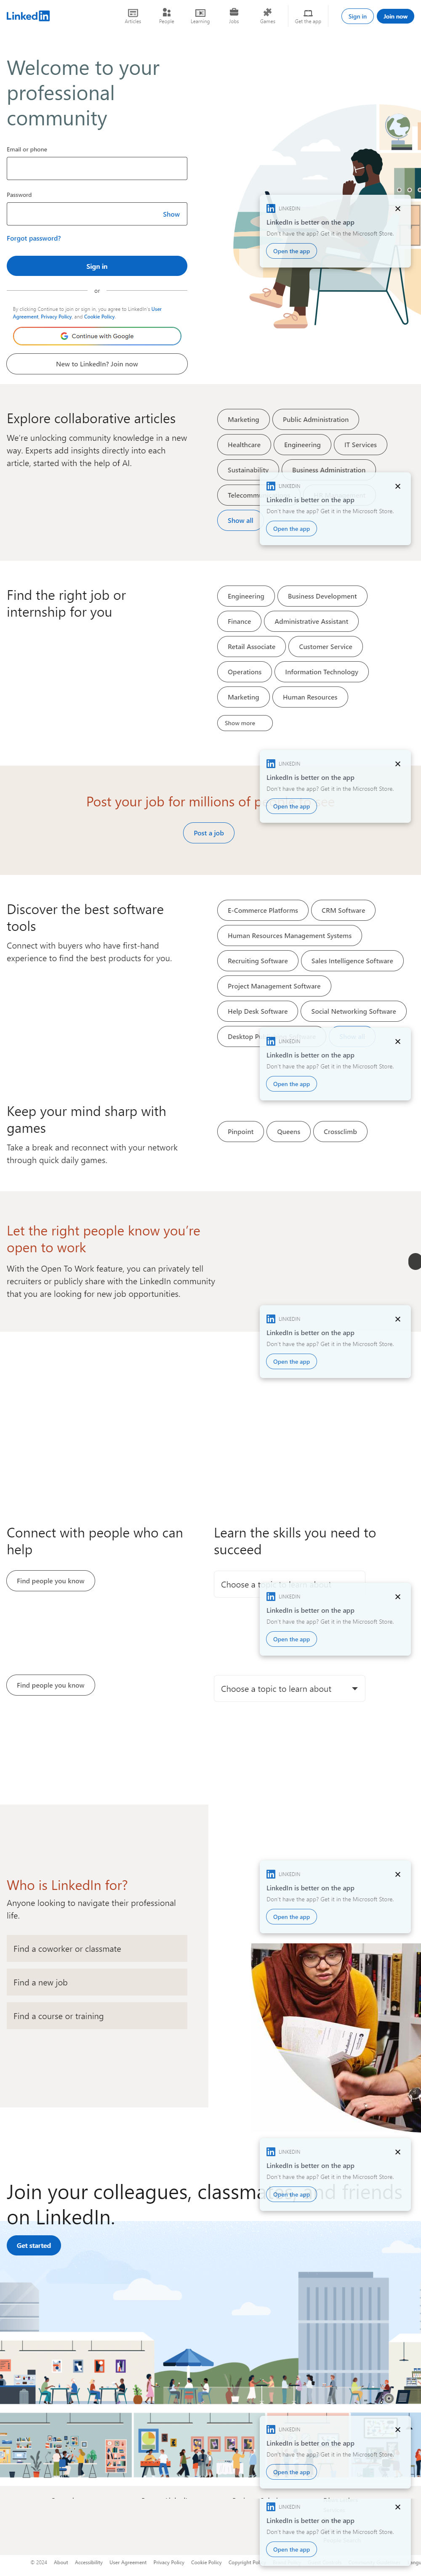 LinkedIn
Articles
People
Learning
Jobs
Games
Get the app
Sign in
Join now
Welcome to your
professional
community
Email or phone
Password
Show
Forgot password?
Sign in
or
By clicking Continue to join or sign in, you agree to LinkedIn's User
Agreement, Privacy Policy, and Cookie Policy.
Continue with Google
New to LinkedIn? Join now
LINKEDIN
LinkedIn is better on the app
Don't have the app? Get it in the Microsoft Store.
Open the app
Explore collaborative articles
We're unlocking community knowledge in a new
way. Experts add insights directly into each
article, started with the help of AI.
Marketing
Public Administration
Healthcare
Engineering
IT Services
Sustainability
Business Administration
Show all
LINKEDIN
LinkedIn is better on the app
Don't have the app? Get it in the Microsoft Store.
Open the app
Find the right job or
internship for you
Engineering
Business Development
Finance
Administrative Assistant
Retail Associate
Customer Service
Operations
Information Technology
Marketing
Human Resources
Show more
LINKEDIN
LinkedIn is better on the app
Don't have the app? Get it in the Microsoft Store.
Open the app
Post your job for millions of
Post a job
Discover the best software
tools
Connect with buyers who have first-hand
experience to find the best products for you.
E-Commerce Platforms
CRM Software
Human Resources Management Systems
Recruiting Software
Sales Intelligence Software
Project Management Software
Help Desk Software
Social Networking Software
Desktop
LINKEDIN
LinkedIn is better on the app
Don't have the app? Get it in the Microsoft Store.
Open the app
Keep your mind sharp with
games
Take a break and reconnect with your network
through quick daily games.
Pinpoint
Queens
Crossclimb
Let the right people know you're
open to work
With the Open To Work feature, you can privately tell
recruiters or publicly share with the LinkedIn community
that you are looking for new job opportunities.
LINKEDIN
LinkedIn is better on the app
Don't have the app? Get it in the Microsoft Store.
Open the app
Connect with people who can
help
Find people you know
Learn the skills you need to
succeed
Choose a topic to learn about
LINKEDIN
LinkedIn is better on the app
Don't have the app? Get it in the Microsoft Store.
Open the app
Find people you know
Choose a topic to learn about
Who is LinkedIn for?
Anyone looking to navigate their professional
life.
Find a coworker or classmate
Find a new job
Find a course or training
LINKEDIN
LinkedIn is better on the app
Don't have the app? Get it in the Microsoft Store.
Open the app
LINKEDIN
LinkedIn is better on the app
Don't have the app? Get it in the Microsoft Store.
Open the app
Join your colleagues, classmates, and friends
on LinkedIn.
Get started
LINKEDIN
LinkedIn is better on the app
Don't have the app? Get it in the Microsoft Store.
Open the app
LINKEDIN
LinkedIn is better on the app
Don't have the app? Get it in the Microsoft Store.
Open the app
© 2024
About
Accessibility
User Agreement
Privacy Policy
Cookie Policy
Copyright